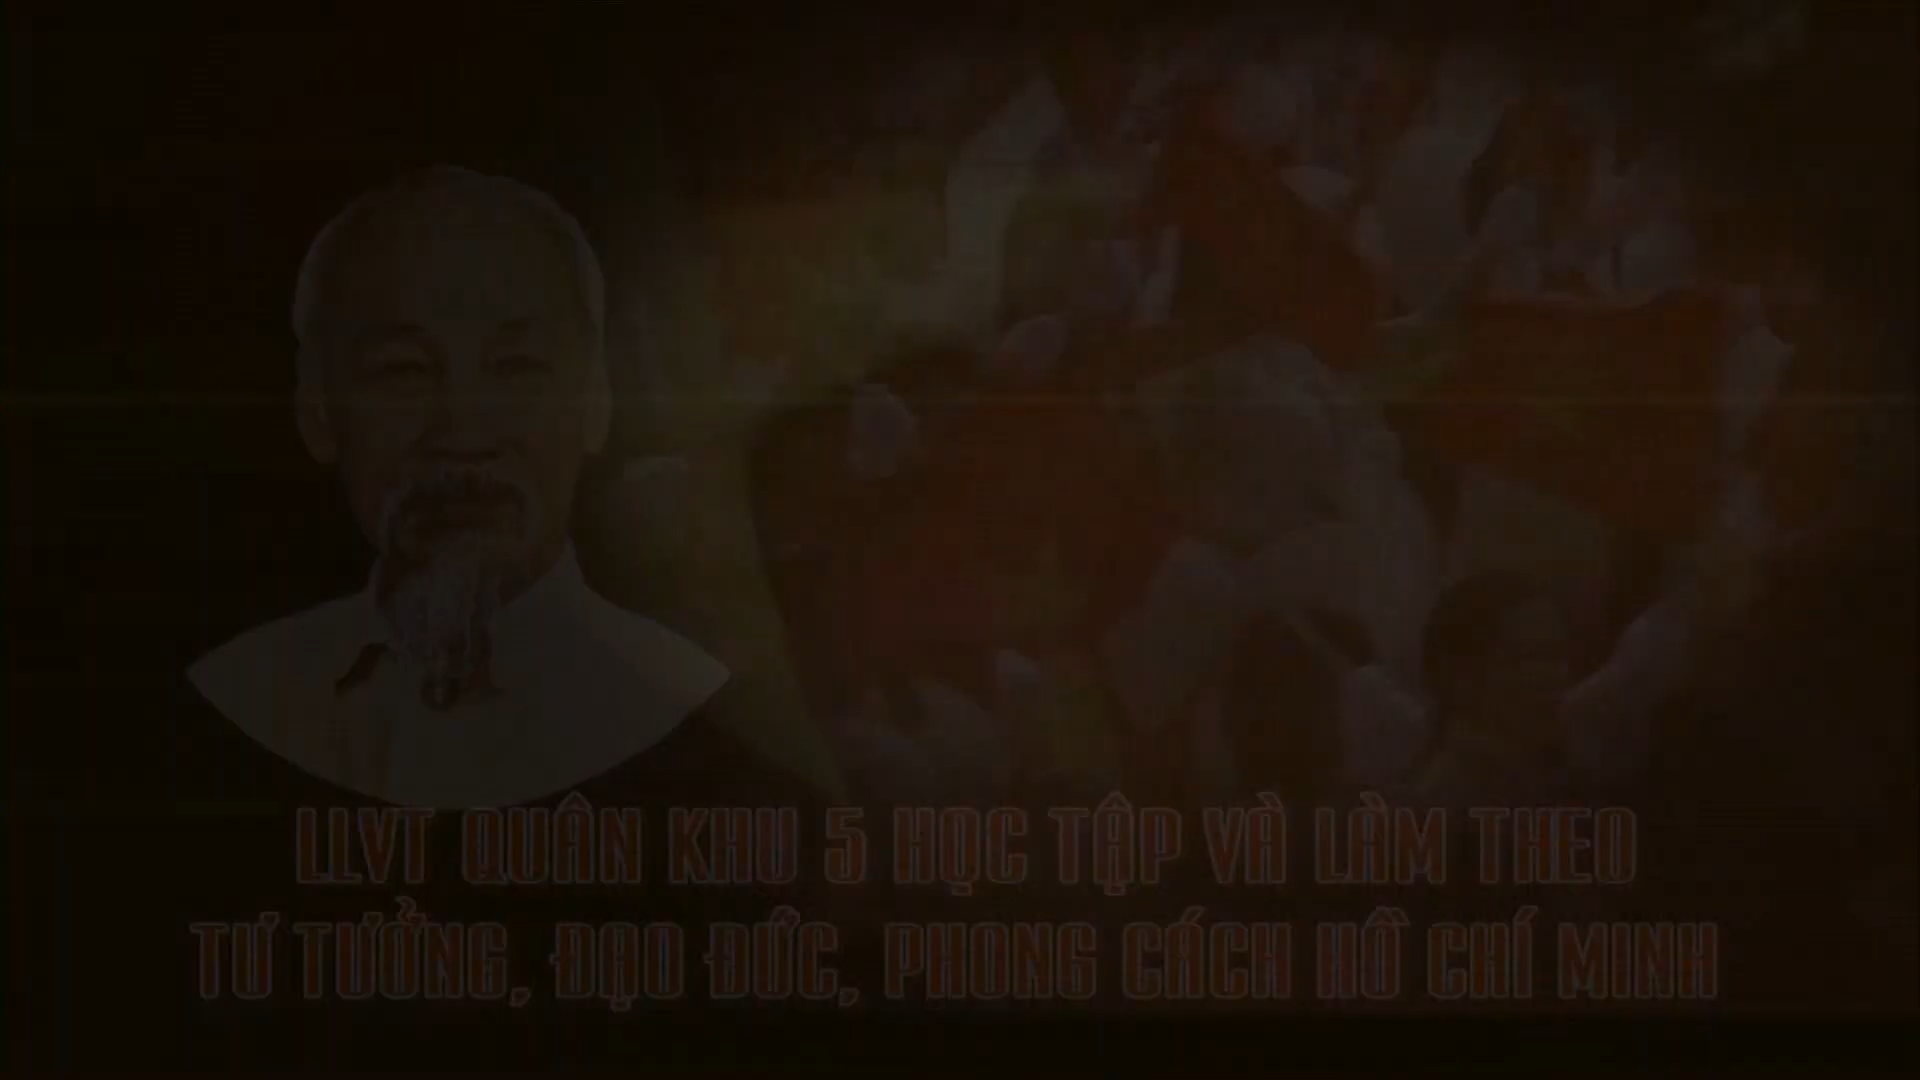 LLVT QUÂN KHU 5 HỌC TẬP VÀ LÀM THEO
TƯ TƯỞNG, ĐẠO ĐỨC, PHONG CÁCH HỒ CHÍ MINH